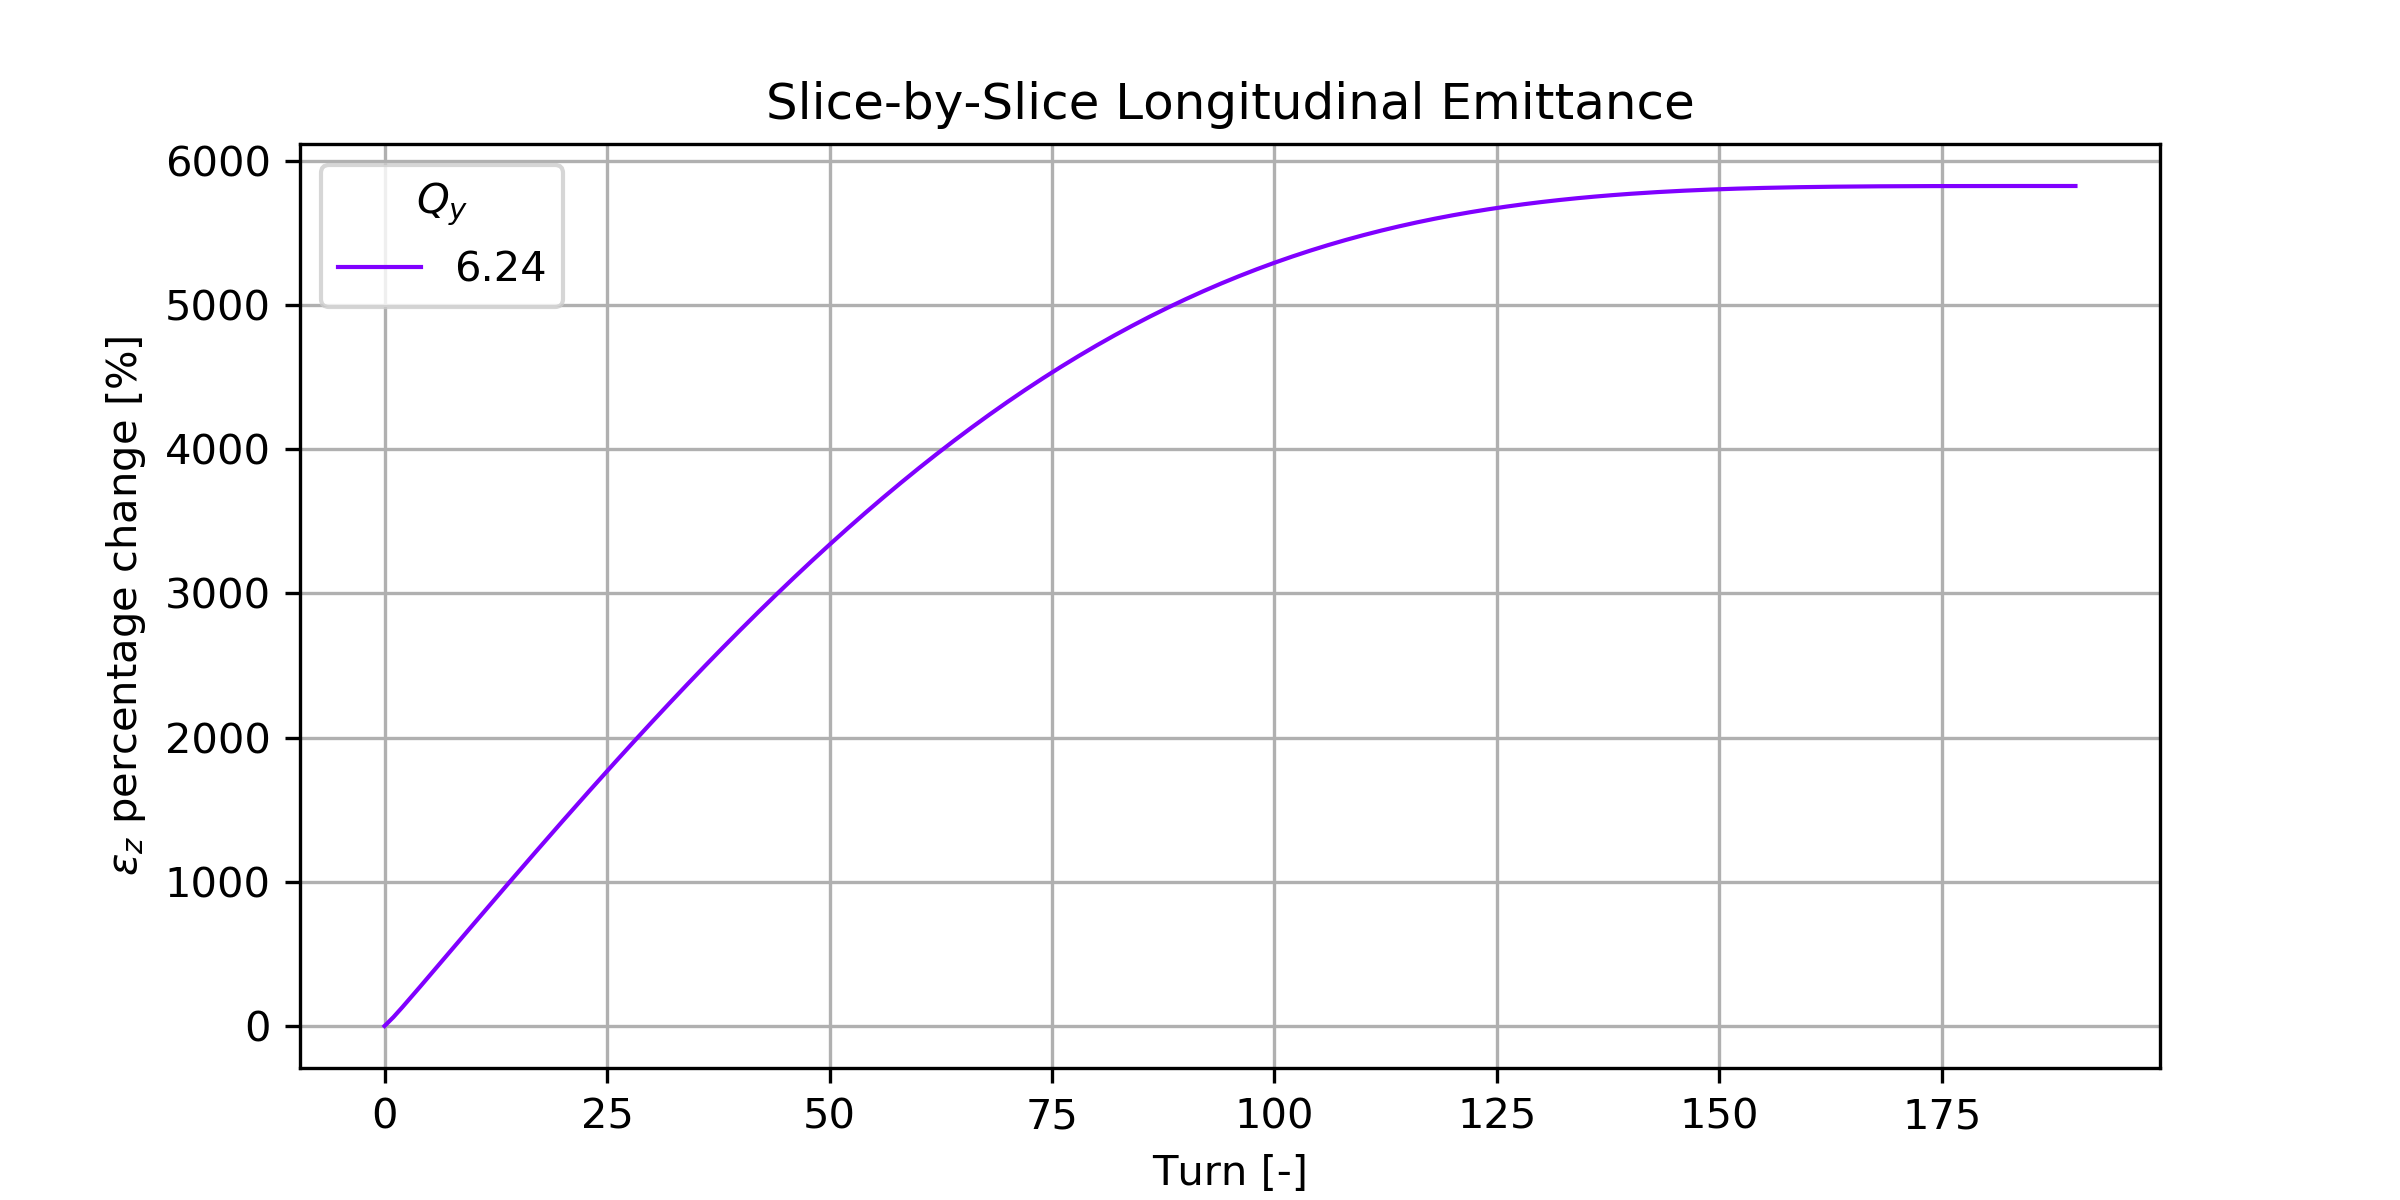 Slice-by-Slice Longitudinal Emittance
6000
5000
4000
3000
2000
1000
0
ε_z percentage change [%]
Q_y
6.24
0 25 50 75 100 125 150 175
Turn [-]